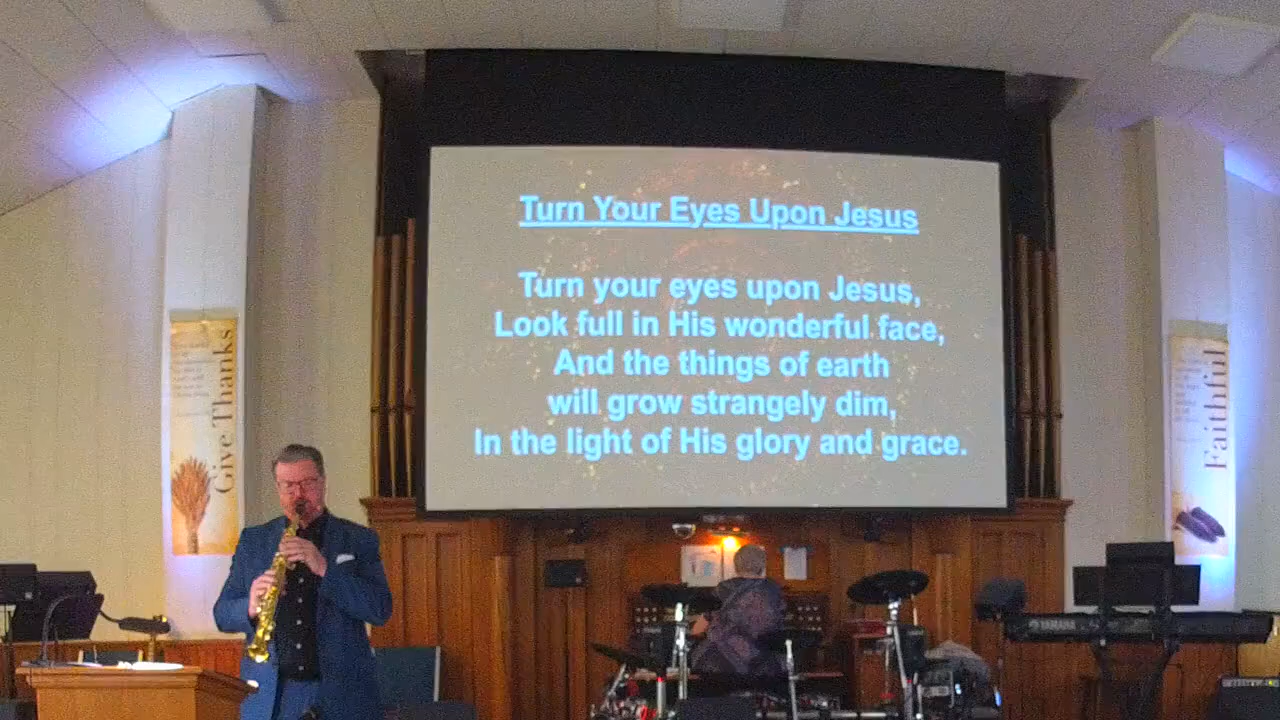 Turn Your Eyes Upon Jesus
Turn your eyes upon Jesus,
Look full in His wonderful face,
And the things of earth
will grow strangely dim,
In the light of His glory and grace.
Give Thanks
Faithful
YAMAHA